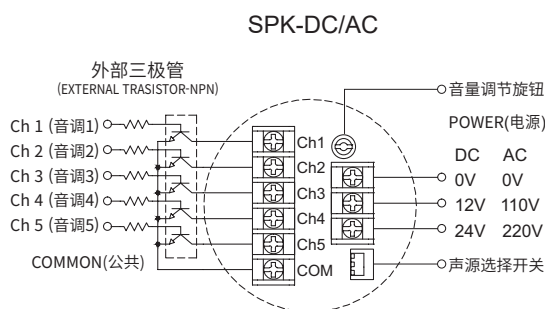 SPK-DC/AC
外部三极管
(EXTERNAL TRASISTOR-NPN)
Ch 1 (音调1)
Ch 2 (音调2)
Ch 3 (音调3)
Ch 4 (音调4)
Ch 5 (音调5)
COMMON(公共)
Ch1
Ch2
Ch3
Ch4
Ch5
COM
音量调节旋钮
POWER(电源)
DC AC
0V 0V
12V 110V
24V 220V
声源选择开关